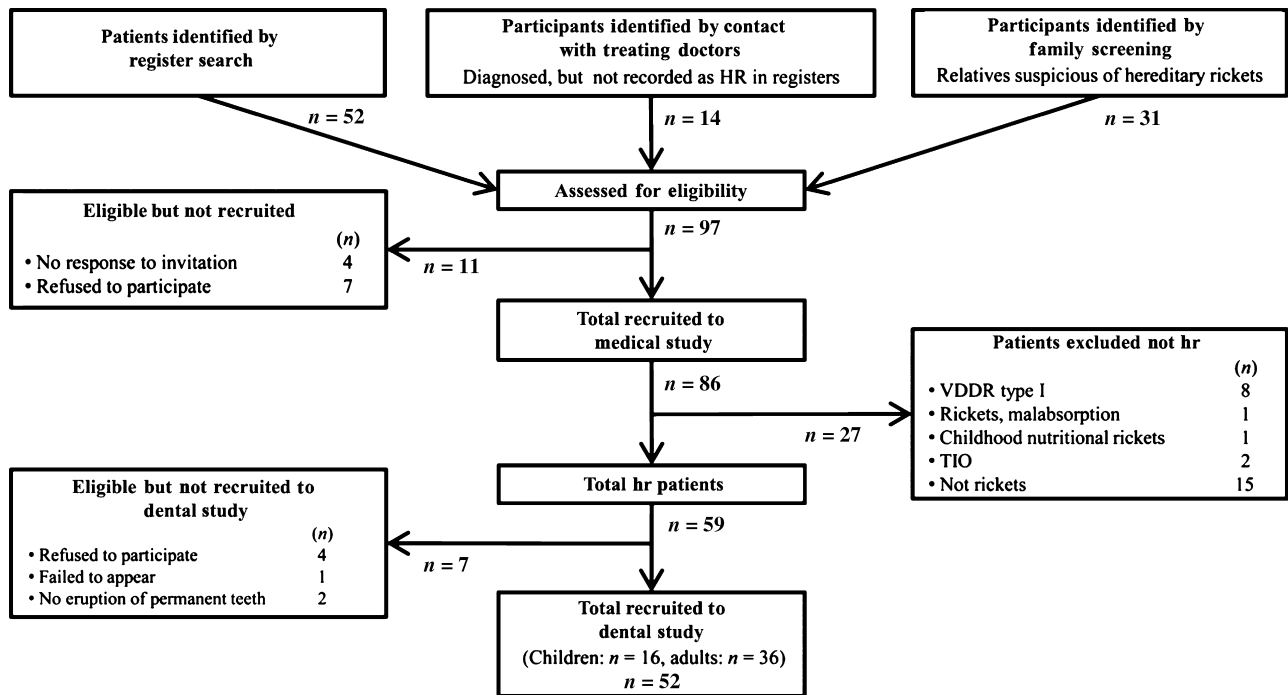 Patients identified by
register search
Participants identified by contact
with treating doctors
Diagnosed, but not recorded as HR in registers
Participants identified by
family screening
Relatives suspicious of hereditary rickets
n = 52
n = 14
n = 31
Assessed for eligibility
n = 97
Eligible but not recruited
(n)
• No response to invitation 4
• Refused to participate 7
n = 11
Total recruited to
medical study
n = 86
Patients excluded not hr
(n)
• VDDR type I 8
• Rickets, malabsorption 1
• Childhood nutritional rickets 1
• TIO 2
• Not rickets 15
n = 27
Total hr patients
n = 59
Eligible but not recruited to
dental study
(n)
• Refused to participate 4
• Failed to appear 1
• No eruption of permanent teeth 2
n = 7
Total recruited to
dental study
(Children: n = 16, adults: n = 36)
n = 52